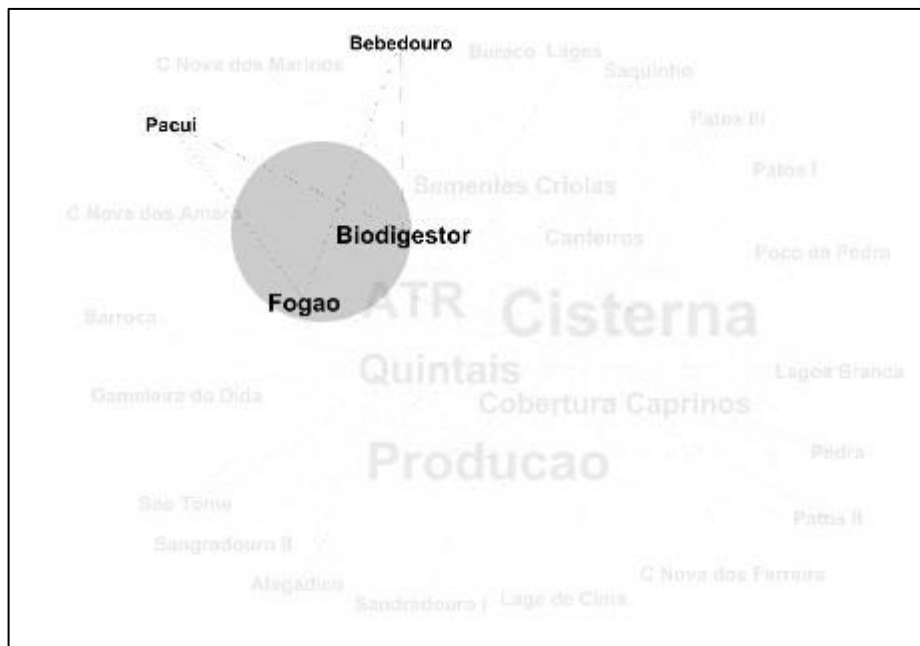 Bebedouro
Buraco Lages
C Nova dos Marinos
Saquinho
Pacui
Patos III
Patos I
Sementes Criolas
C Nova dos Amaro
Biodigestor
Canteiros
Poco da Pedra
Fogao
ATR
Cisterna
Barroca
Quintais
Lagoa Branca
Gameleira do Dida
Cobertura Caprinos
Pedra
Producao
Sao Tome
Patos II
Sangradouro II
C Nova dos Ferreira
Alagadico
Sandradouro I
Lage de Cima